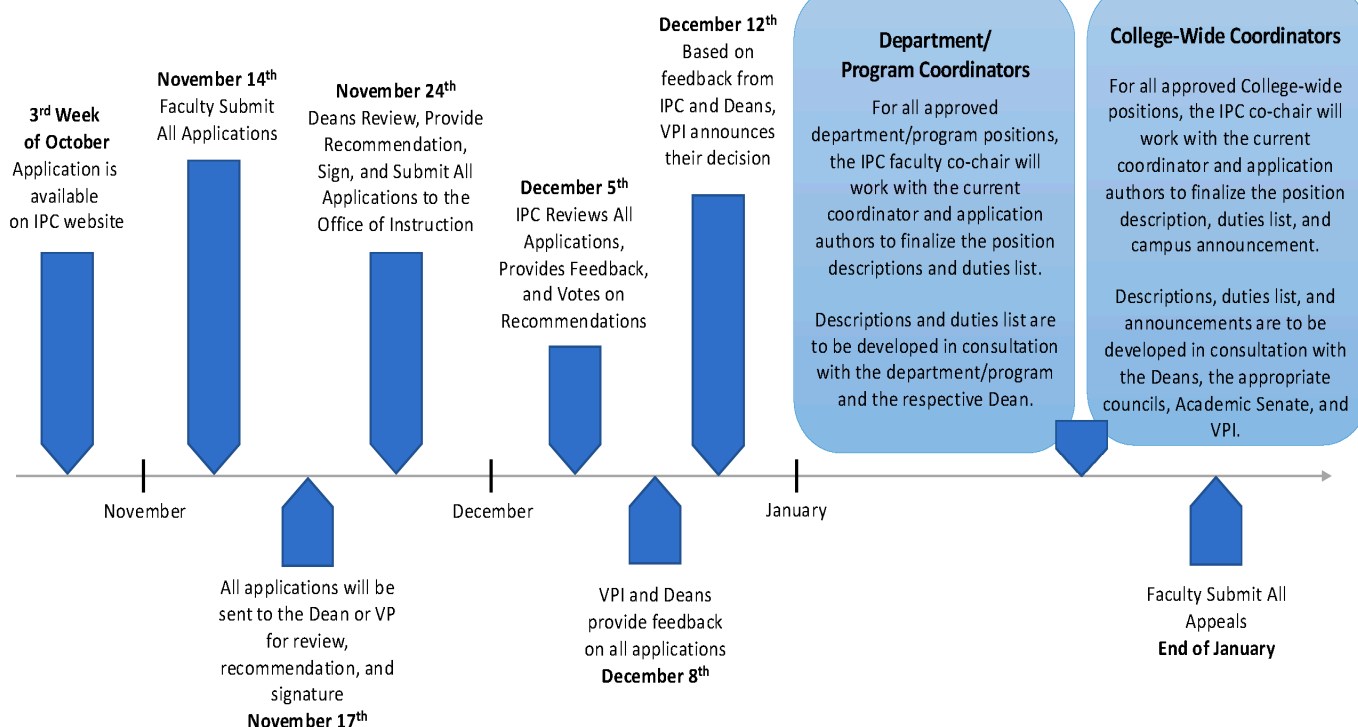 3rd Week
of October
Application is
available
on IPC website
November 14th
Faculty Submit
All Applications
November 24th
Deans Review, Provide
Recommendation,
Sign, and Submit All
Applications to the
Office of Instruction
December 5th
IPC Reviews All
Applications,
Provides Feedback,
and Votes on
Recommendations
December 12th
Based on
feedback from
IPC and Deans,
VPI announces
their decision
Department/
Program Coordinators
For all approved
department/program positions,
the IPC faculty co-chair will
work with the current
coordinator and application
authors to finalize the position
descriptions and duties list.
Descriptions and duties list are
to be developed in consultation
with the department/program
and the respective Dean.
College-Wide Coordinators
For all approved College-wide
positions, the IPC co-chair will
work with the current
coordinator and application
authors to finalize the position
description, duties list, and
campus announcement.
Descriptions, duties list, and
announcements are to be
developed in consultation with
the Deans, the appropriate
councils, Academic Senate, and
VPI.
November
December
January
All applications will be
sent to the Dean or VP
for review,
recommendation, and
signature
November 17th
VPI and Deans
provide feedback
on all applications
December 8th
Faculty Submit All
Appeals
End of January